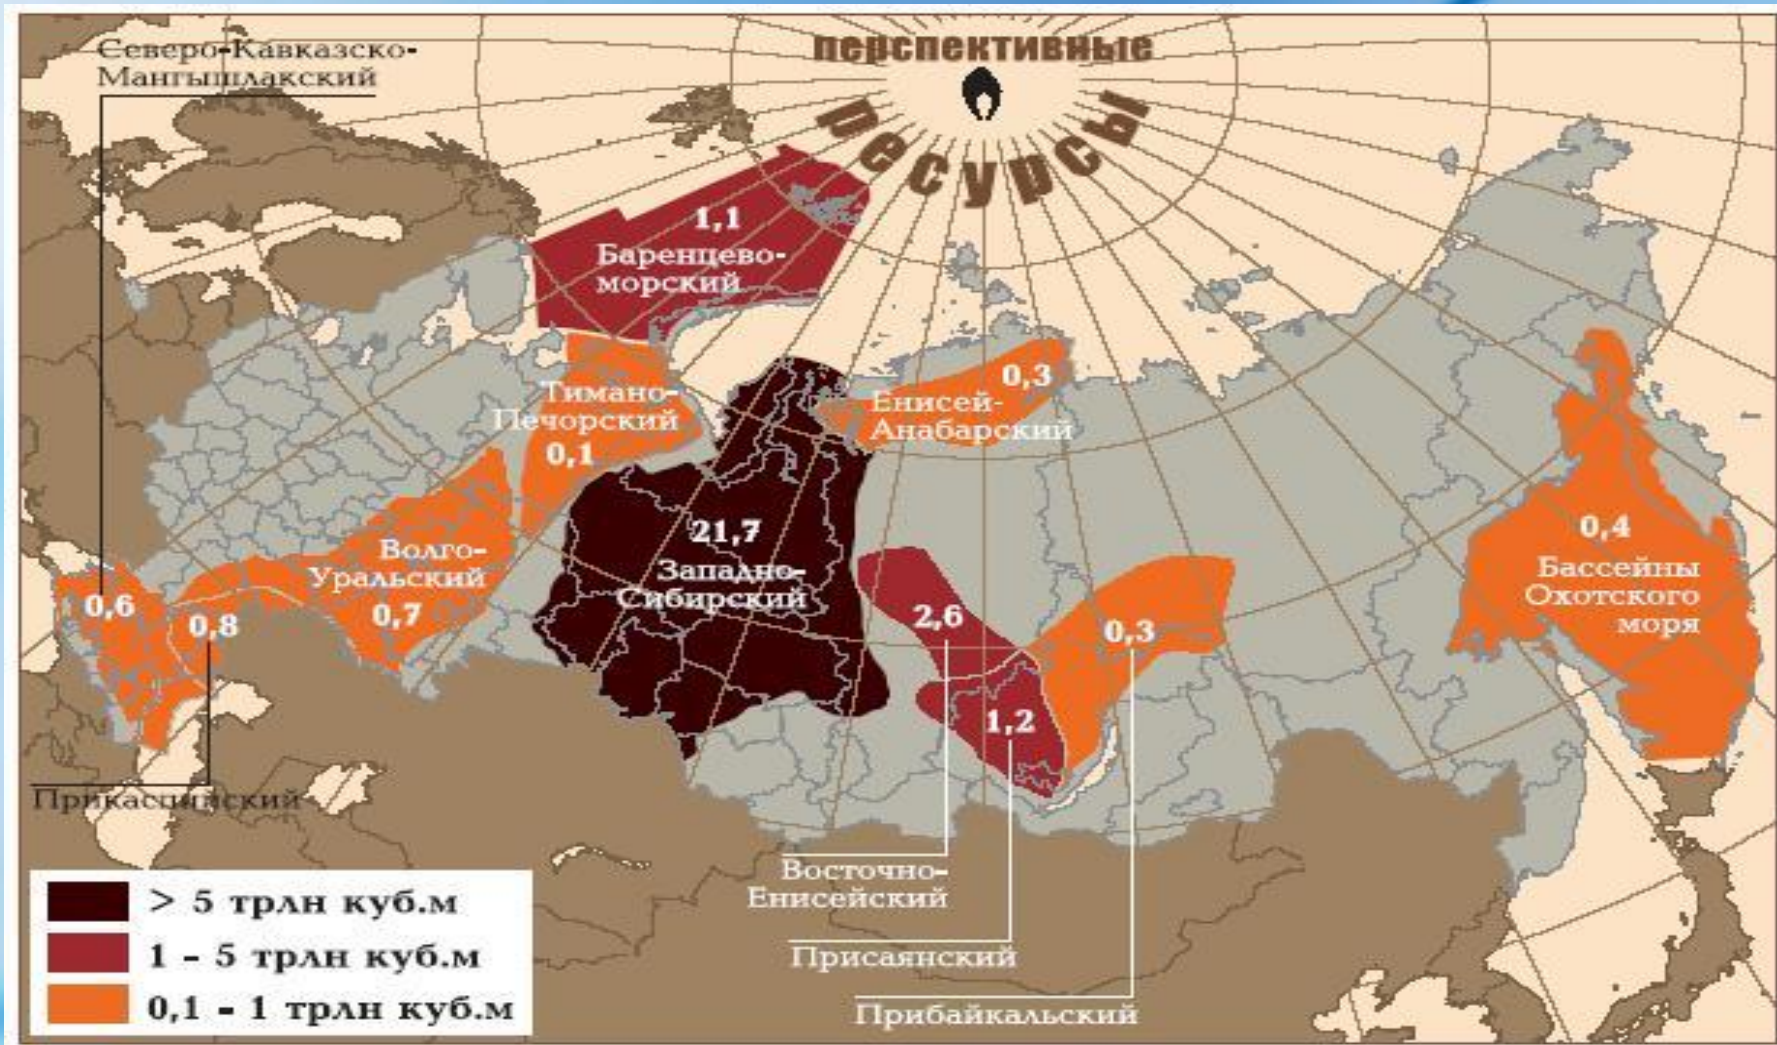 перспективные
ресурсы
Северо-Кавказско-
Мангышлакский
1,1
Баренцево-
морский
0,3
Енисей-
Анабарский
Тимано-
Печорский
0,1
21,7
Западно-
Сибирский
0,4
Бассейны
Охотского
моря
Волго-
Уральский
0,7
0,6
0,8
2,6
0,3
1,2
Прикаспийский
Восточно-
Енисейский
Присаянский
Прибайкальский
> 5 трлн куб.м
1 - 5 трлн куб.м
0,1 - 1 трлн куб.м